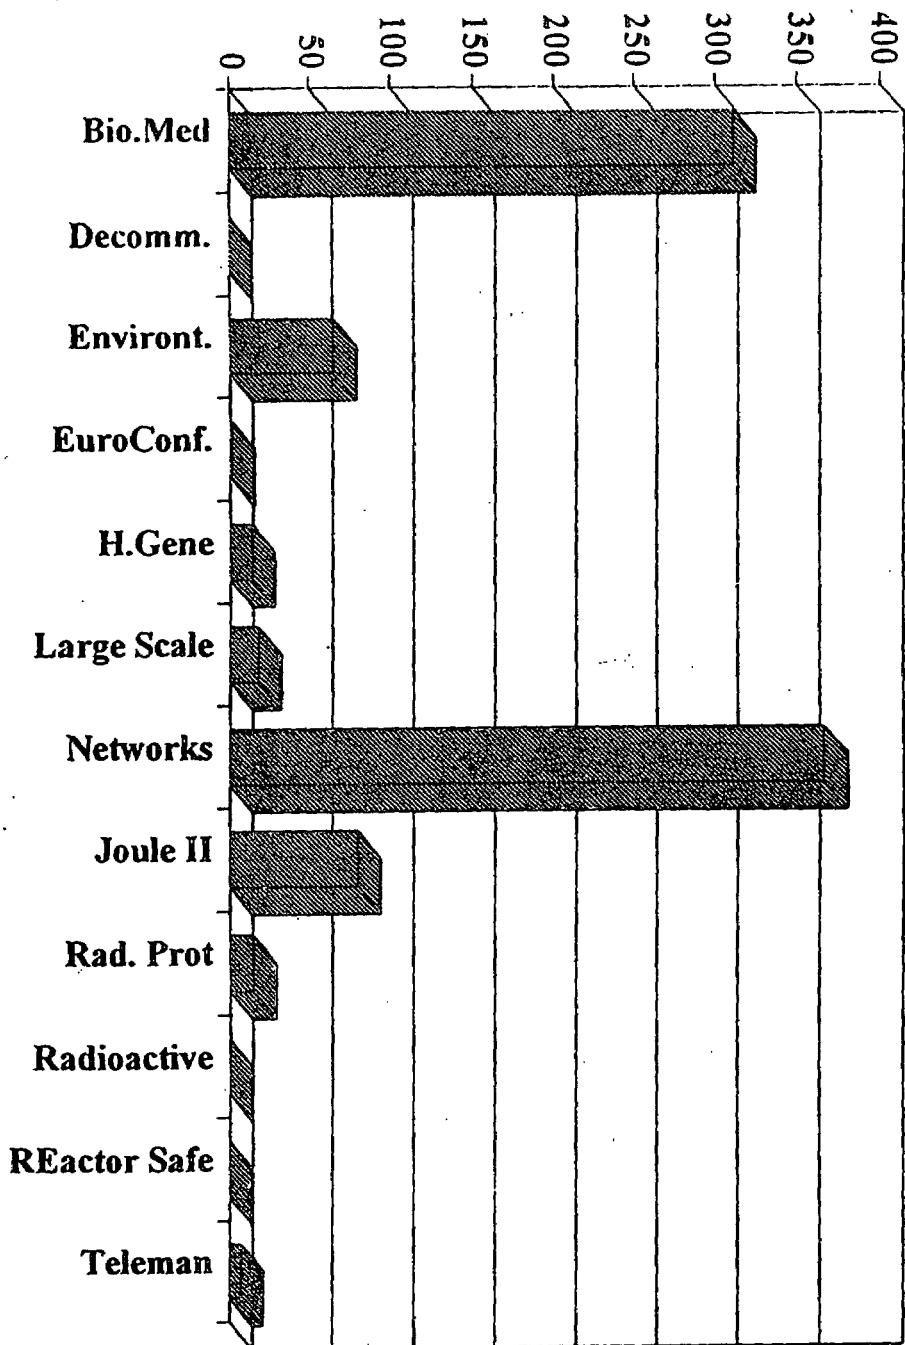 400
350
300
250
200
150
100
50
0
Bio.Med
Decomm.
Environt.
EuroConf.
H.Gene
Large Scale
Networks
Joule II
Rad. Prot
Radioactive
REactor Safe
Teleman